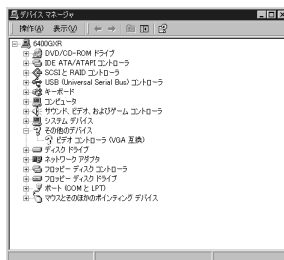 デバイス マネージャ
操作(A) 表示(V)
6400GXR
DVD/CD-ROM ドライブ
IDE ATA/ATAPI コントローラ
SCSI と RAID コントローラ
USB (Universal Serial Bus) コントローラ
キーボード
コンピュータ
サウンド、ビデオ、およびゲーム コントローラ
システム デバイス
その他のデバイス
ビデオ コントローラ (VGA 互換)
ディスク ドライブ
ネットワーク アダプタ
フロッピー ディスク コントローラ
フロッピー ディスク ドライブ
ポート (COM と LPT)
マウスとそのほかのポインティング デバイス